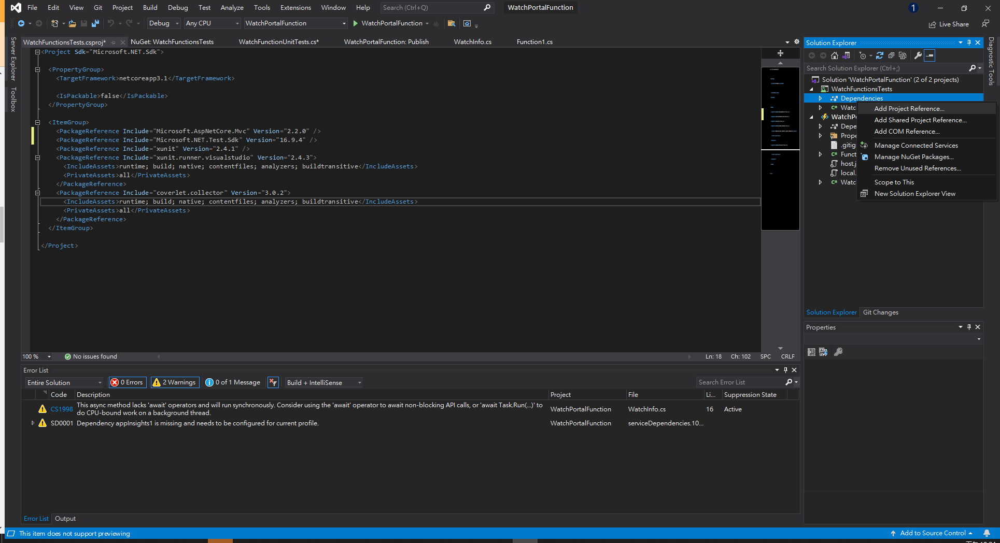 File Edit View Git Project Build Debug Test Analyze Tools Extensions Window Help Search (Ctrl+Q) WatchPortalFunction 1
Debug Any CPU WatchPortalFunction WatchPortalFunction Live Share
Server Explorer
Toolbox
WatchFunctionsTests.csproj* NuGet: WatchFunctionsTests WatchFunctionUnitTests.cs* WatchPortalFunction: Publish WatchInfo.cs Function1.cs
<Project Sdk="Microsoft.NET.Sdk">
<PropertyGroup>
<TargetFramework>netcoreapp3.1</TargetFramework>
<IsPackable>false</IsPackable>
</PropertyGroup>
<ItemGroup>
<PackageReference Include="Microsoft.AspNetCore.Mvc" Version="2.2.0" />
<PackageReference Include="Microsoft.NET.Test.Sdk" Version="16.9.4" />
<PackageReference Include="xunit" Version="2.4.1" />
<PackageReference Include="xunit.runner.visualstudio" Version="2.4.3">
<IncludeAssets>runtime; build; native; contentfiles; analyzers; buildtransitive</IncludeAssets>
<PrivateAssets>all</PrivateAssets>
</PackageReference>
<PackageReference Include="coverlet.collector" Version="3.0.2">
<IncludeAssets>runtime; build; native; contentfiles; analyzers; buildtransitive</IncludeAssets>
<PrivateAssets>all</PrivateAssets>
</PackageReference>
</ItemGroup>
</Project>
100 % No issues found Ln: 18 Ch: 102 SPC CRLF
Error List
Entire Solution 0 Errors 2 Warnings 0 of 1 Message Build + IntelliSense Search Error List
Code Description Project File Li... Suppression State
CS1998 This async method lacks 'await' operators and will run synchronously. Consider using the 'await' operator to await non-blocking API calls, or 'await Task.Run(...)' to
do CPU-bound work on a background thread. WatchPortalFunction WatchInfo.cs 16 Active
SD0001 Dependency appInsights1 is missing and needs to be configured for current profile. WatchPortalFunction serviceDependencies.10...
Error List Output
Solution Explorer
Search Solution Explorer (Ctrl+;)
Solution 'WatchPortalFunction' (2 of 2 projects)
WatchFunctionsTests
Dependencies
Watc
WatchPo
Depe
Prope
.gitig
Funct
host.j
local.
Watc
Add Project Reference...
Add Shared Project Reference...
Add COM Reference...
Manage Connected Services
Manage NuGet Packages...
Remove Unused References...
Scope to This
New Solution Explorer View
Solution Explorer Git Changes
Properties
Diagnostic Tools
This item does not support previewing Add to Source Control